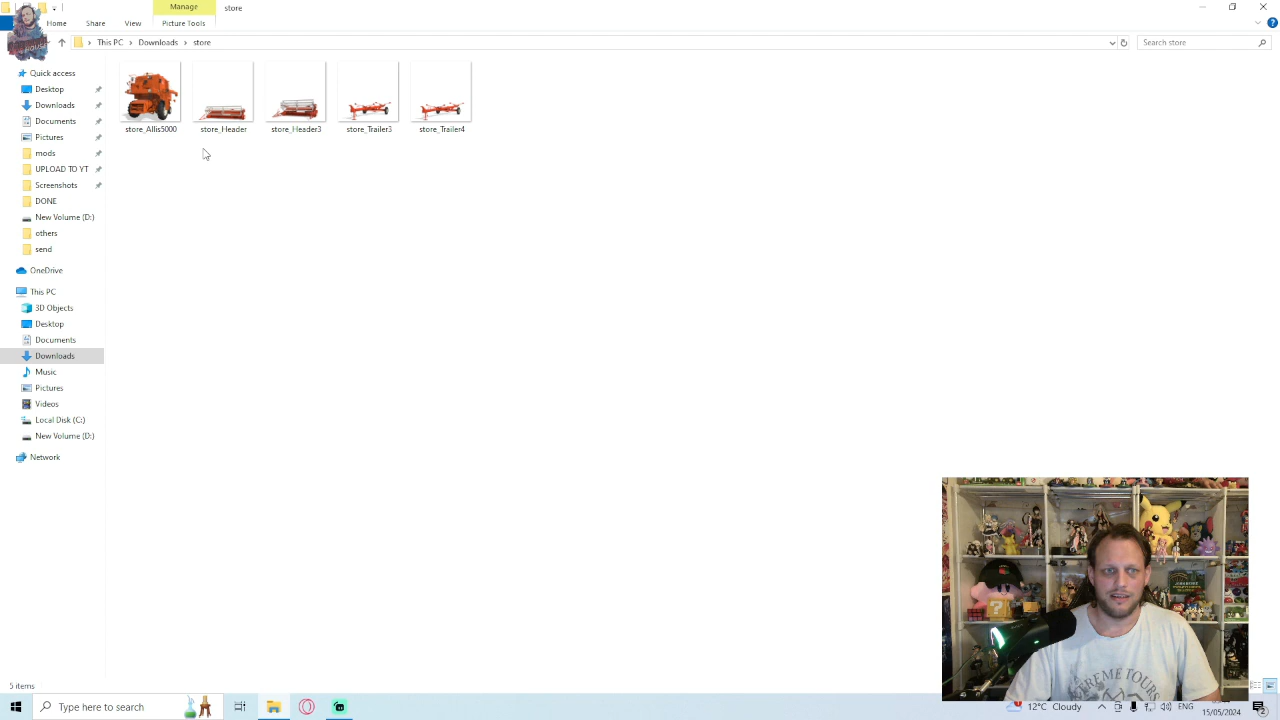 Manage
store
Home
Share
View
Picture Tools
This PC
Downloads
store
Search store
Quick access
Desktop
Downloads
Documents
Pictures
mods
UPLOAD TO YT
Screenshots
DONE
New Volume (D:)
others
send
OneDrive
This PC
3D Objects
Desktop
Documents
Downloads
Music
Pictures
Videos
Local Disk (C:)
New Volume (D:)
Network
store_Allis5000
store_Header
store_Header3
store_Trailer3
store_Trailer4
5 items
Type here to search
12°C Cloudy
ENG
15/05/2024